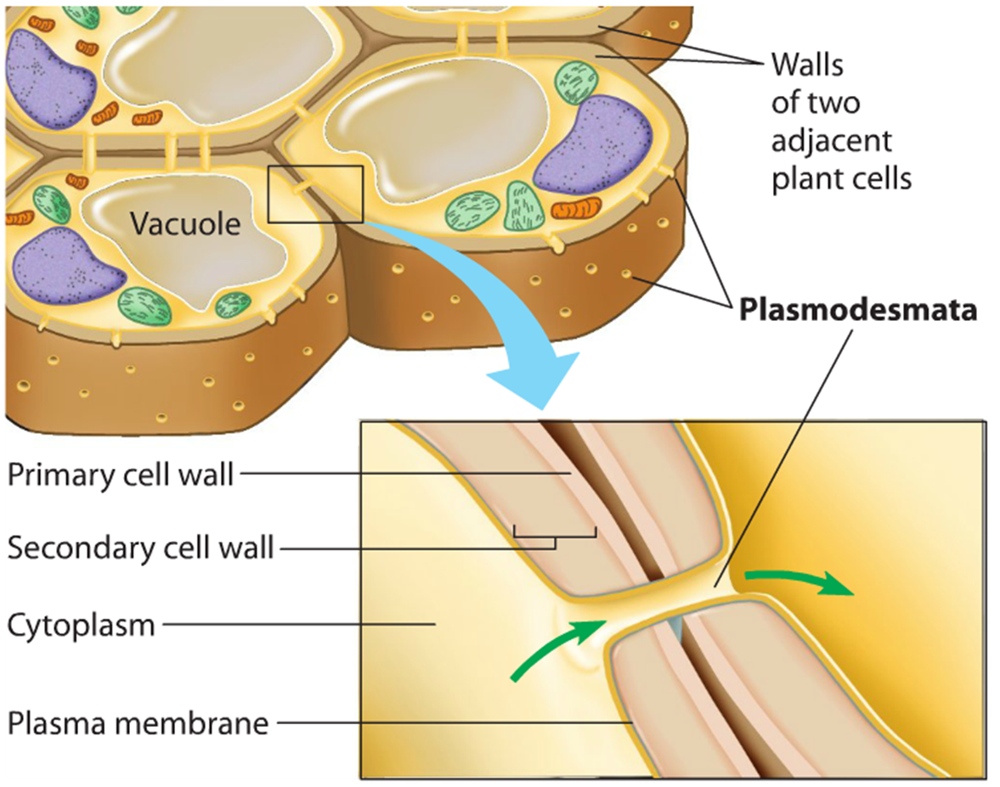 Walls
of two
adjacent
plant cells
Vacuole
Plasmodesmata
Primary cell wall
Secondary cell wall
Cytoplasm
Plasma membrane